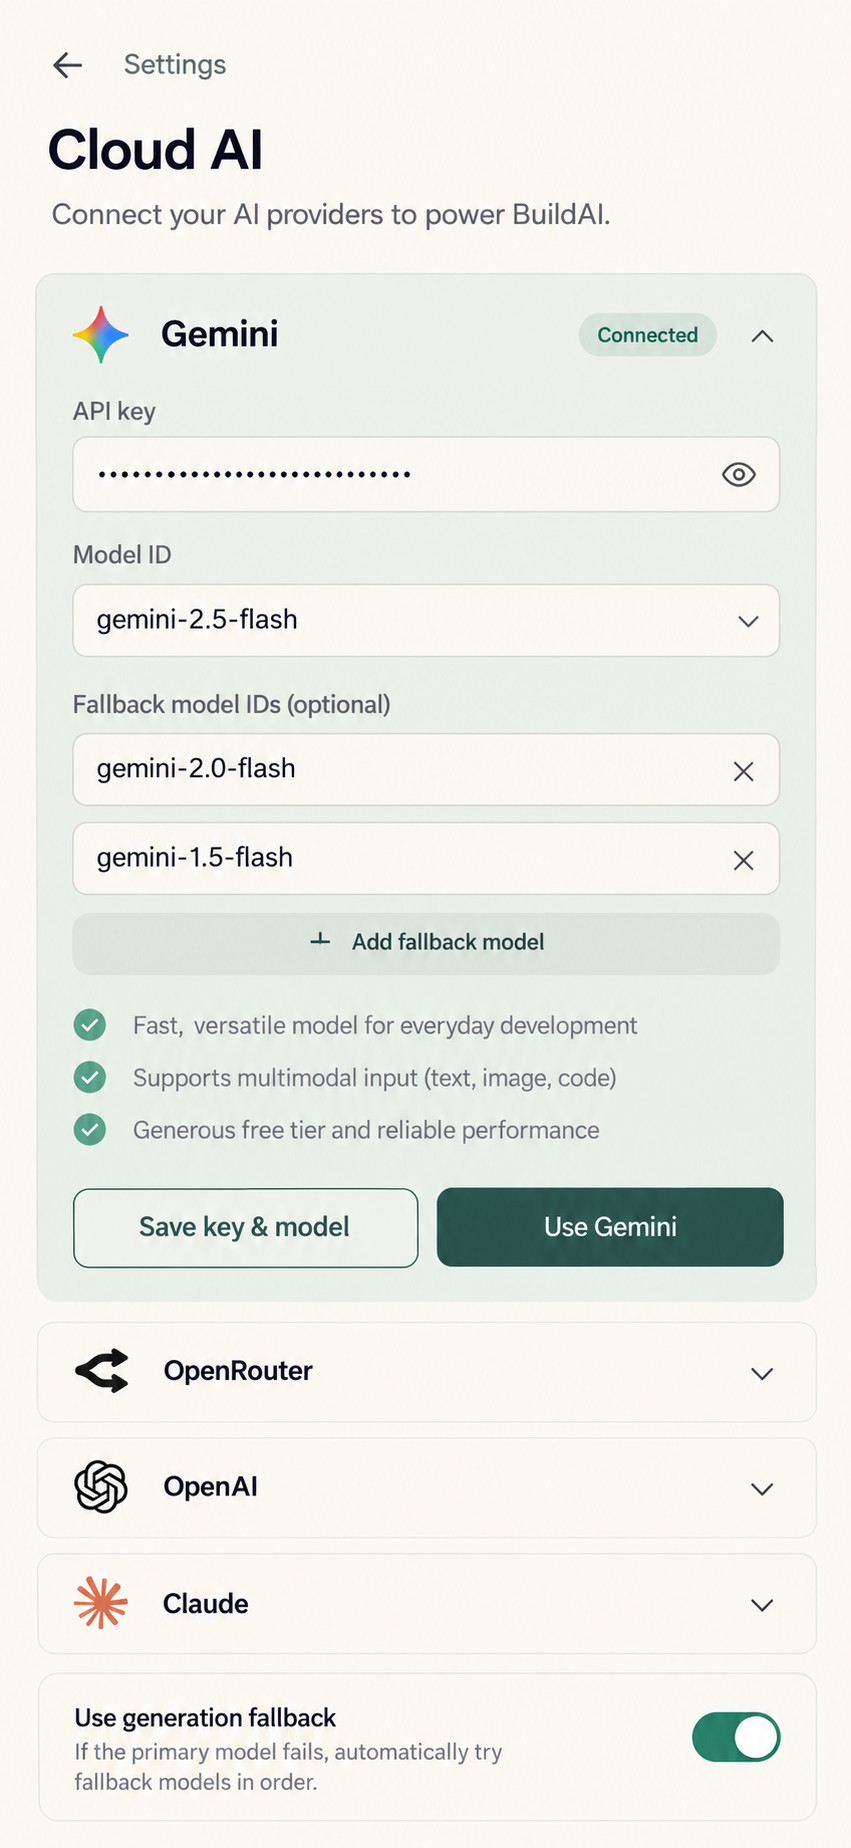 Settings
Cloud AI
Connect your AI providers to power BuildAI.
Gemini
Connected
API key
••••••••••••••••••••••••••••
Model ID
gemini-2.5-flash
Fallback model IDs (optional)
gemini-2.0-flash
gemini-1.5-flash
Add fallback model
Fast, versatile model for everyday development
Supports multimodal input (text, image, code)
Generous free tier and reliable performance
Save key & model
Use Gemini
OpenRouter
OpenAI
Claude
Use generation fallback
If the primary model fails, automatically try
fallback models in order.